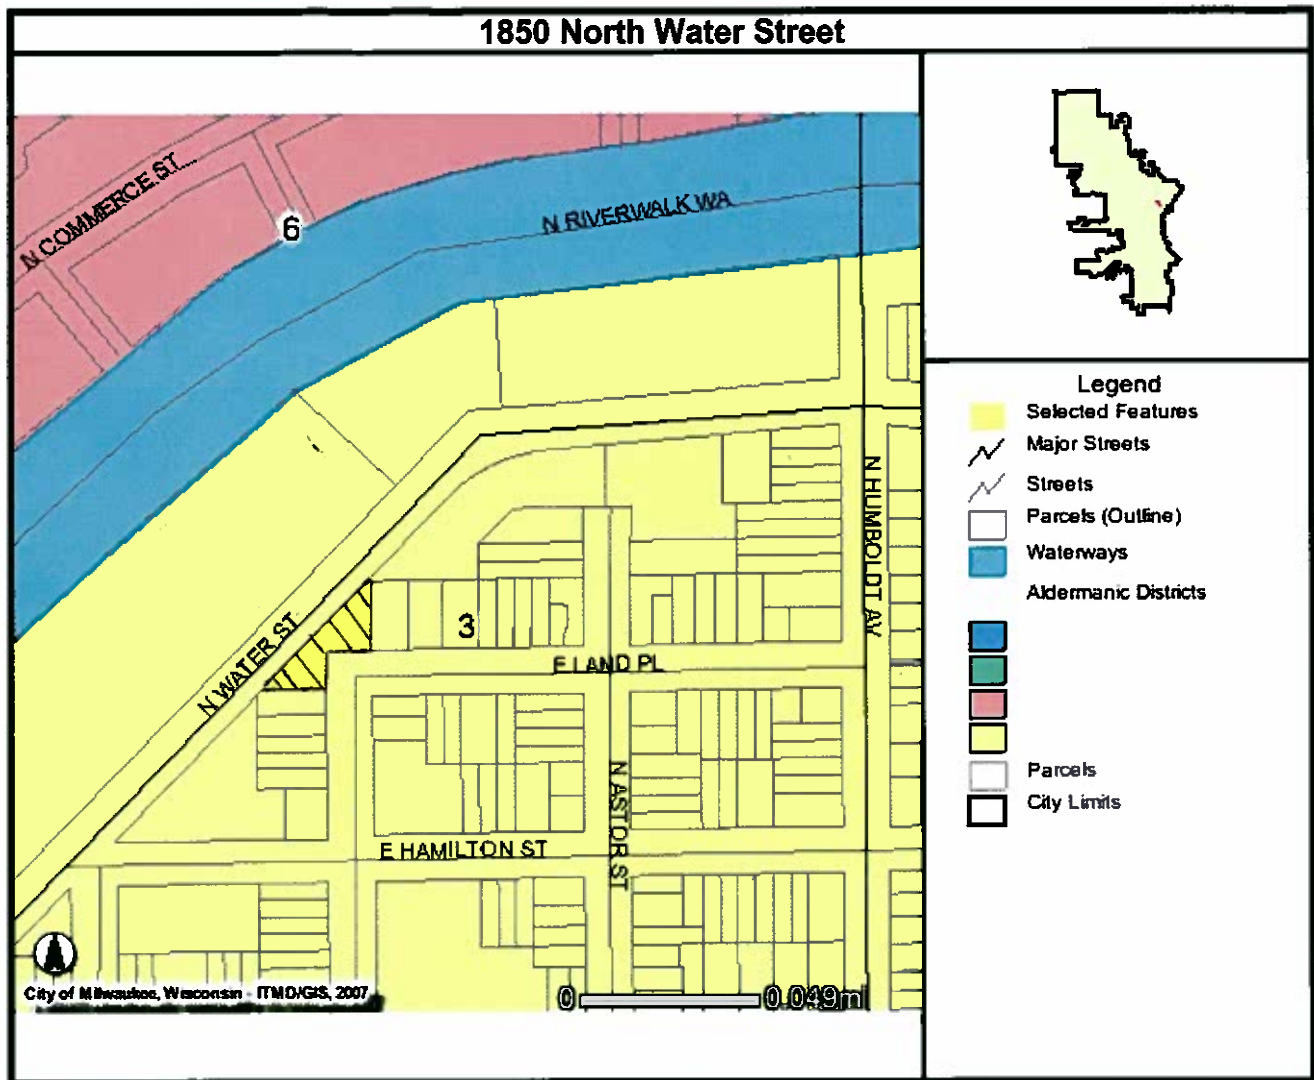 1850 North Water Street
N COMMERCE ST
6
N RIVERWALK WA
N HUMBOLDT AV
3
N WATER ST
E LAND PL
N ASTOR ST
E HAMILTON ST
City of Milwaukee, Wisconsin - ITMD/GIS, 2007
0 0.049mi
Legend
Selected Features
Major Streets
Streets
Parcels (Outline)
Waterways
Aldermanic Districts
Parcels
City Limits